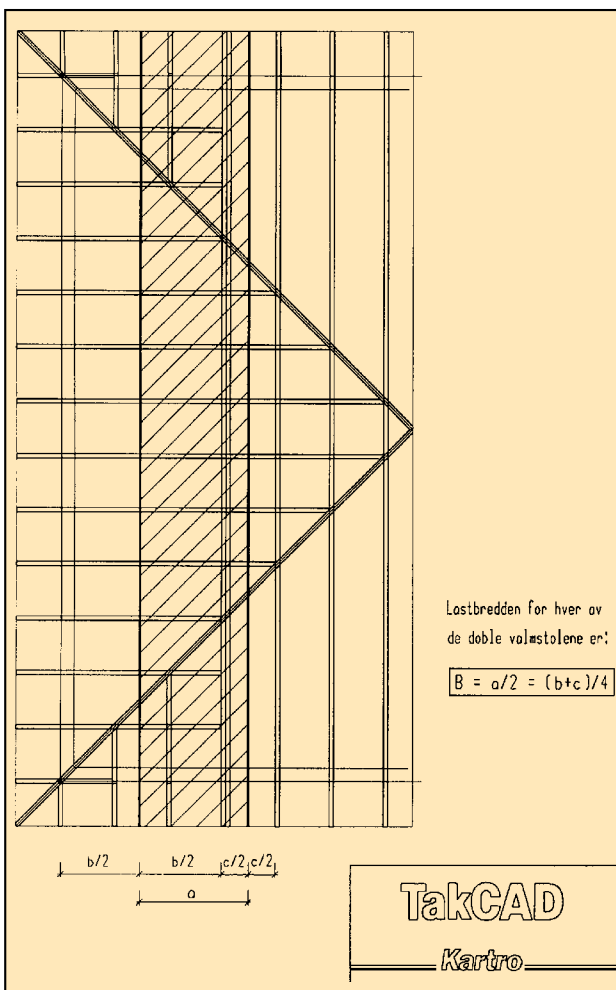 Lastbredden for hver av
de doble valmstolene er:
B = a/2 = (b+c)/4
b/2 b/2 c/2 c/2
a
TakCAD
Kartro